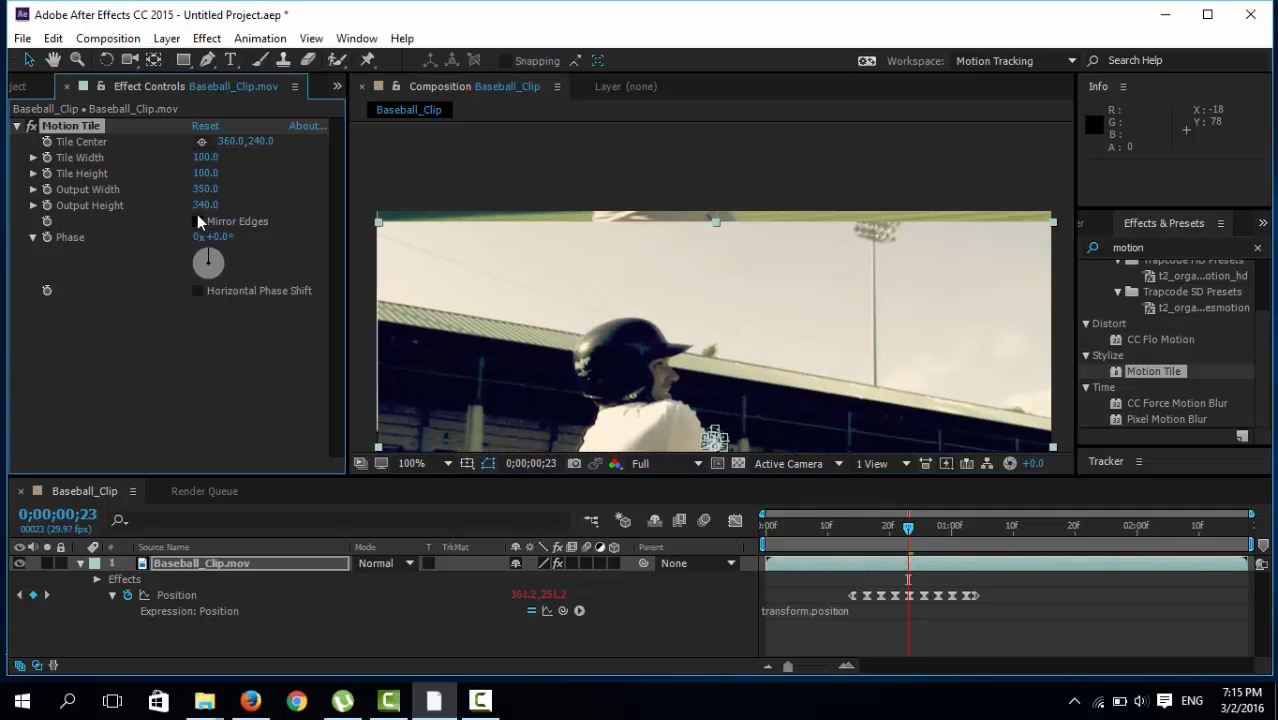 Adobe After Effects CC 2015 - Untitled Project.aep *
File Edit Composition Layer Effect Animation View Window Help
Snapping Workspace: Motion Tracking Search Help
ject Effect Controls Baseball_Clip.mov Composition Baseball_Clip Layer (none) Info
Baseball_Clip • Baseball_Clip.mov Baseball_Clip
fx Motion Tile Reset About...
Tile Center 360.0,240.0
Tile Width 100.0
Tile Height 100.0
Output Width 350.0
Output Height 340.0
Mirror Edges
Phase 0x+0.0°
Horizontal Phase Shift
R: X: -18
G: Y: 78
B:
A: 0
Effects & Presets
motion
Trapcode HD Presets
t2_orga...otion_hd
Trapcode SD Presets
t2_orga...esmotion
Distort
CC Flo Motion
Stylize
Motion Tile
Time
CC Force Motion Blur
Pixel Motion Blur
Tracker
100% 0;00;00;23 Full Active Camera 1 View +0.0
Baseball_Clip Render Queue
0;00;00;23
00023 (29.97 fps)
0:00f 10f 20f 01:00f 10f 20f 02:00f 10f
# Source Name Mode T TrkMat Parent
1 Baseball_Clip.mov Normal None
Effects
Position 361.2,251.2
Expression: Position transform.position
ENG 7:15 PM
3/2/2016